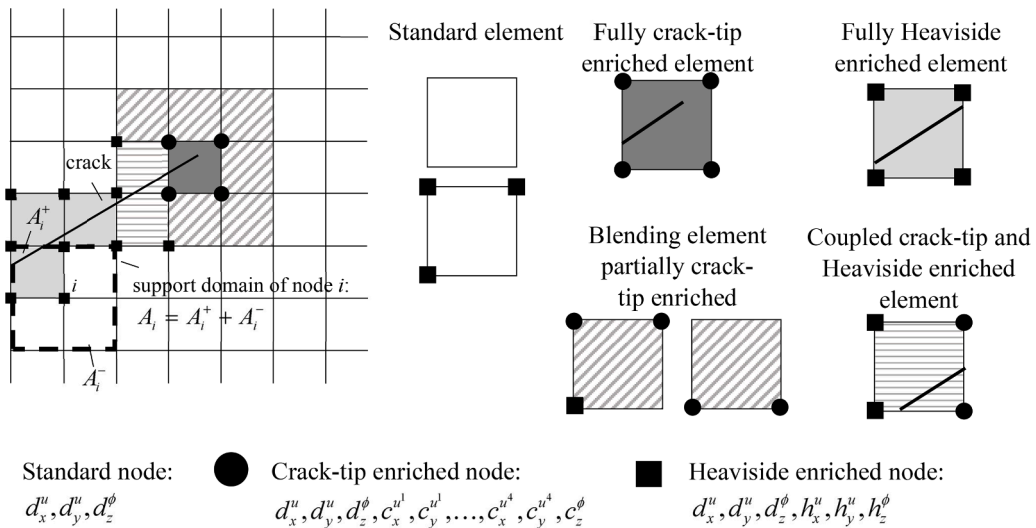 Standard element
Fully crack-tip
enriched element
Fully Heaviside
enriched element
crack
A_i^+
i
support domain of node i:
A_i = A_i^+ + A_i^-
A_i^-
Blending element
partially crack-
tip enriched
Coupled crack-tip and
Heaviside enriched
element
Standard node:
d_x^u, d_y^u, d_z^ϕ
Crack-tip enriched node:
d_x^u, d_y^u, d_z^ϕ, c_x^{u^1}, c_y^{u^1}, …, c_x^{u^4}, c_y^{u^4}, c_z^ϕ
Heaviside enriched node:
d_x^u, d_y^u, d_z^ϕ, h_x^u, h_y^u, h_z^ϕ